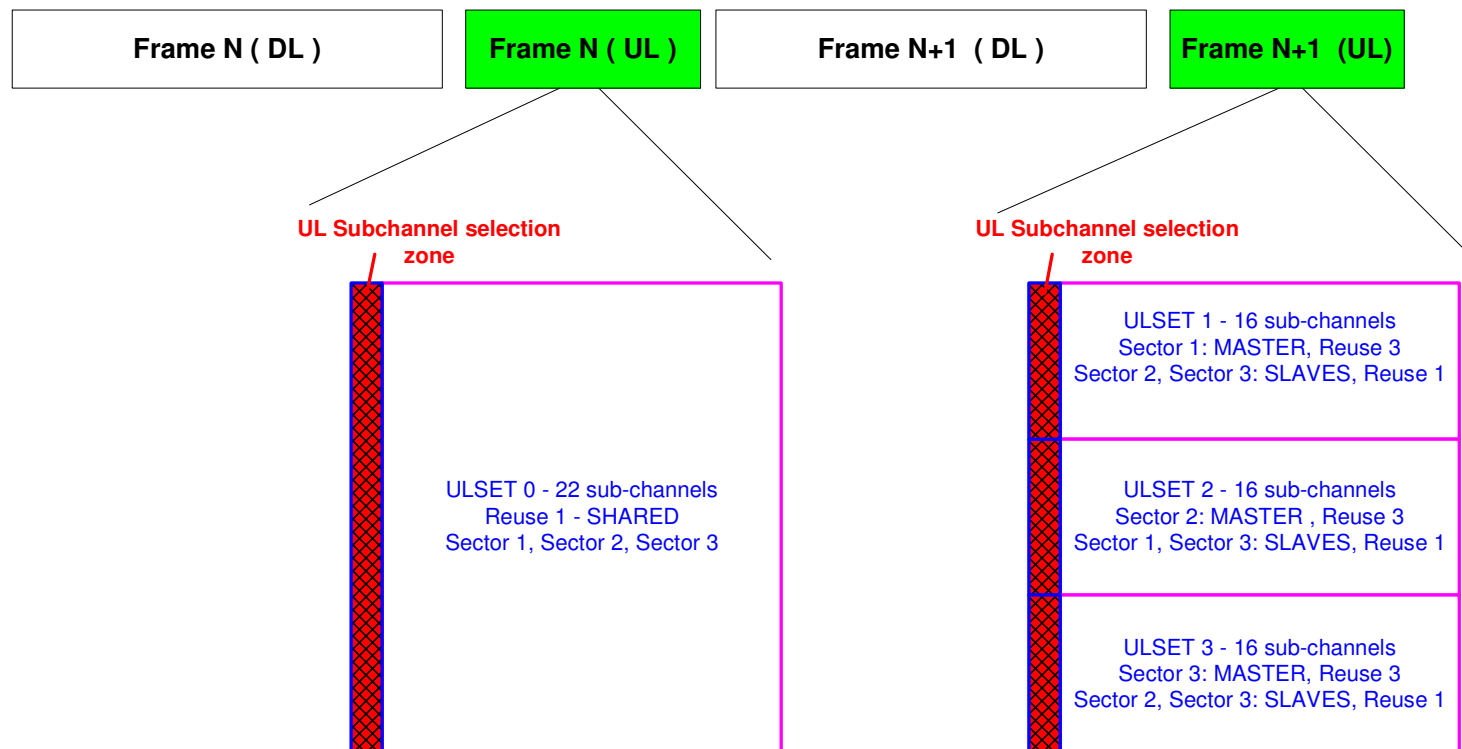 Frame N ( DL )
Frame N ( UL )
Frame N+1 ( DL )
Frame N+1 (UL)
UL Subchannel selection
zone
UL Subchannel selection
zone
ULSET 0 - 22 sub-channels
Reuse 1 - SHARED
Sector 1, Sector 2, Sector 3
ULSET 1 - 16 sub-channels
Sector 1: MASTER, Reuse 3
Sector 2, Sector 3: SLAVES, Reuse 1
ULSET 2 - 16 sub-channels
Sector 2: MASTER , Reuse 3
Sector 1, Sector 3: SLAVES, Reuse 1
ULSET 3 - 16 sub-channels
Sector 3: MASTER, Reuse 3
Sector 2, Sector 3: SLAVES, Reuse 1